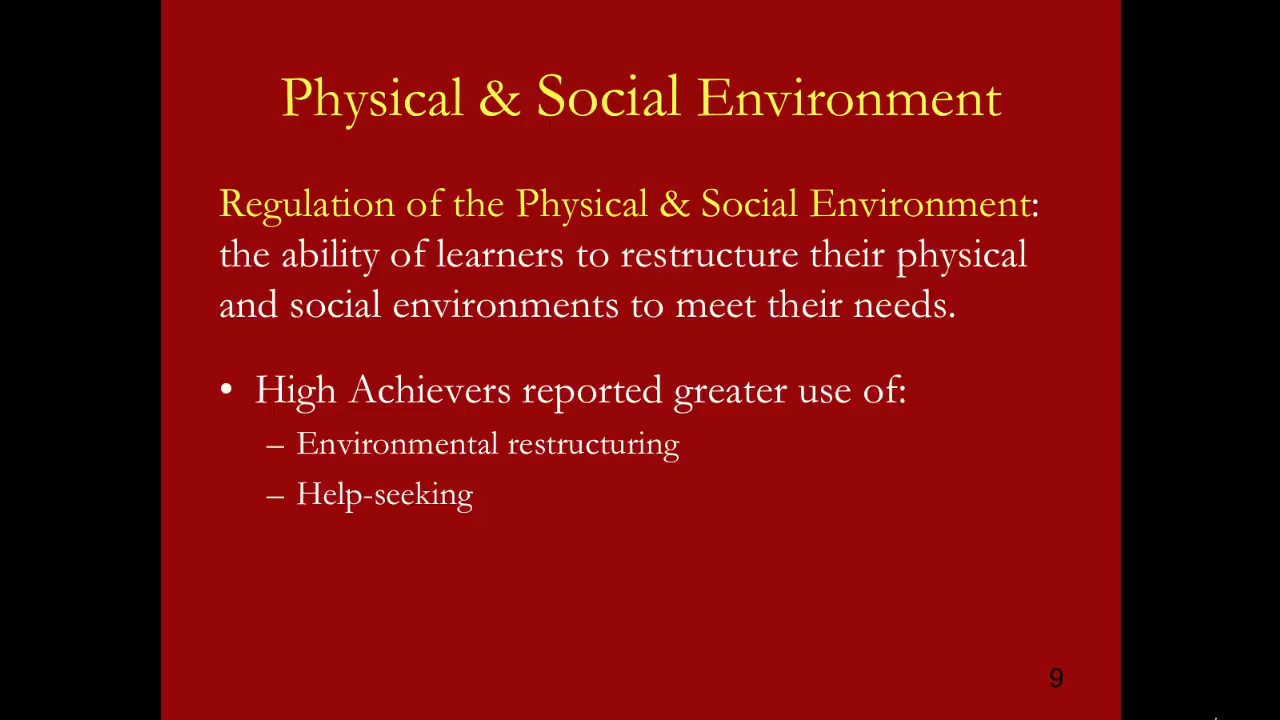 Physical & Social Environment
Regulation of the Physical & Social Environment:
the ability of learners to restructure their physical
and social environments to meet their needs.
• High Achievers reported greater use of:
– Environmental restructuring
– Help-seeking
9